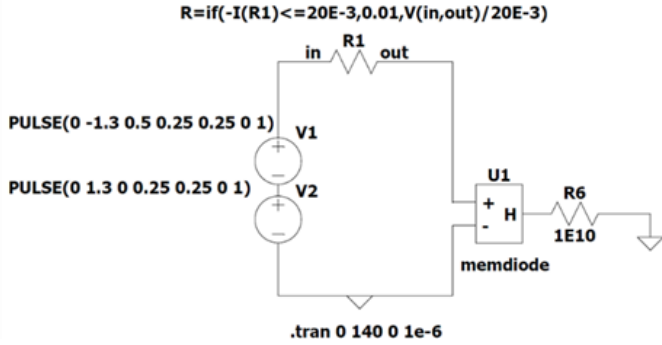 R=if(-I(R1)<=20E-3,0.01,V(in,out)/20E-3)
R1
in out
PULSE(0 -1.3 0.5 0.25 0.25 0 1)
V1
+
−
PULSE(0 1.3 0 0.25 0.25 0 1)
V2
+
−
U1
+
-
H
R6
1E10
memdiode
.tran 0 140 0 1e-6